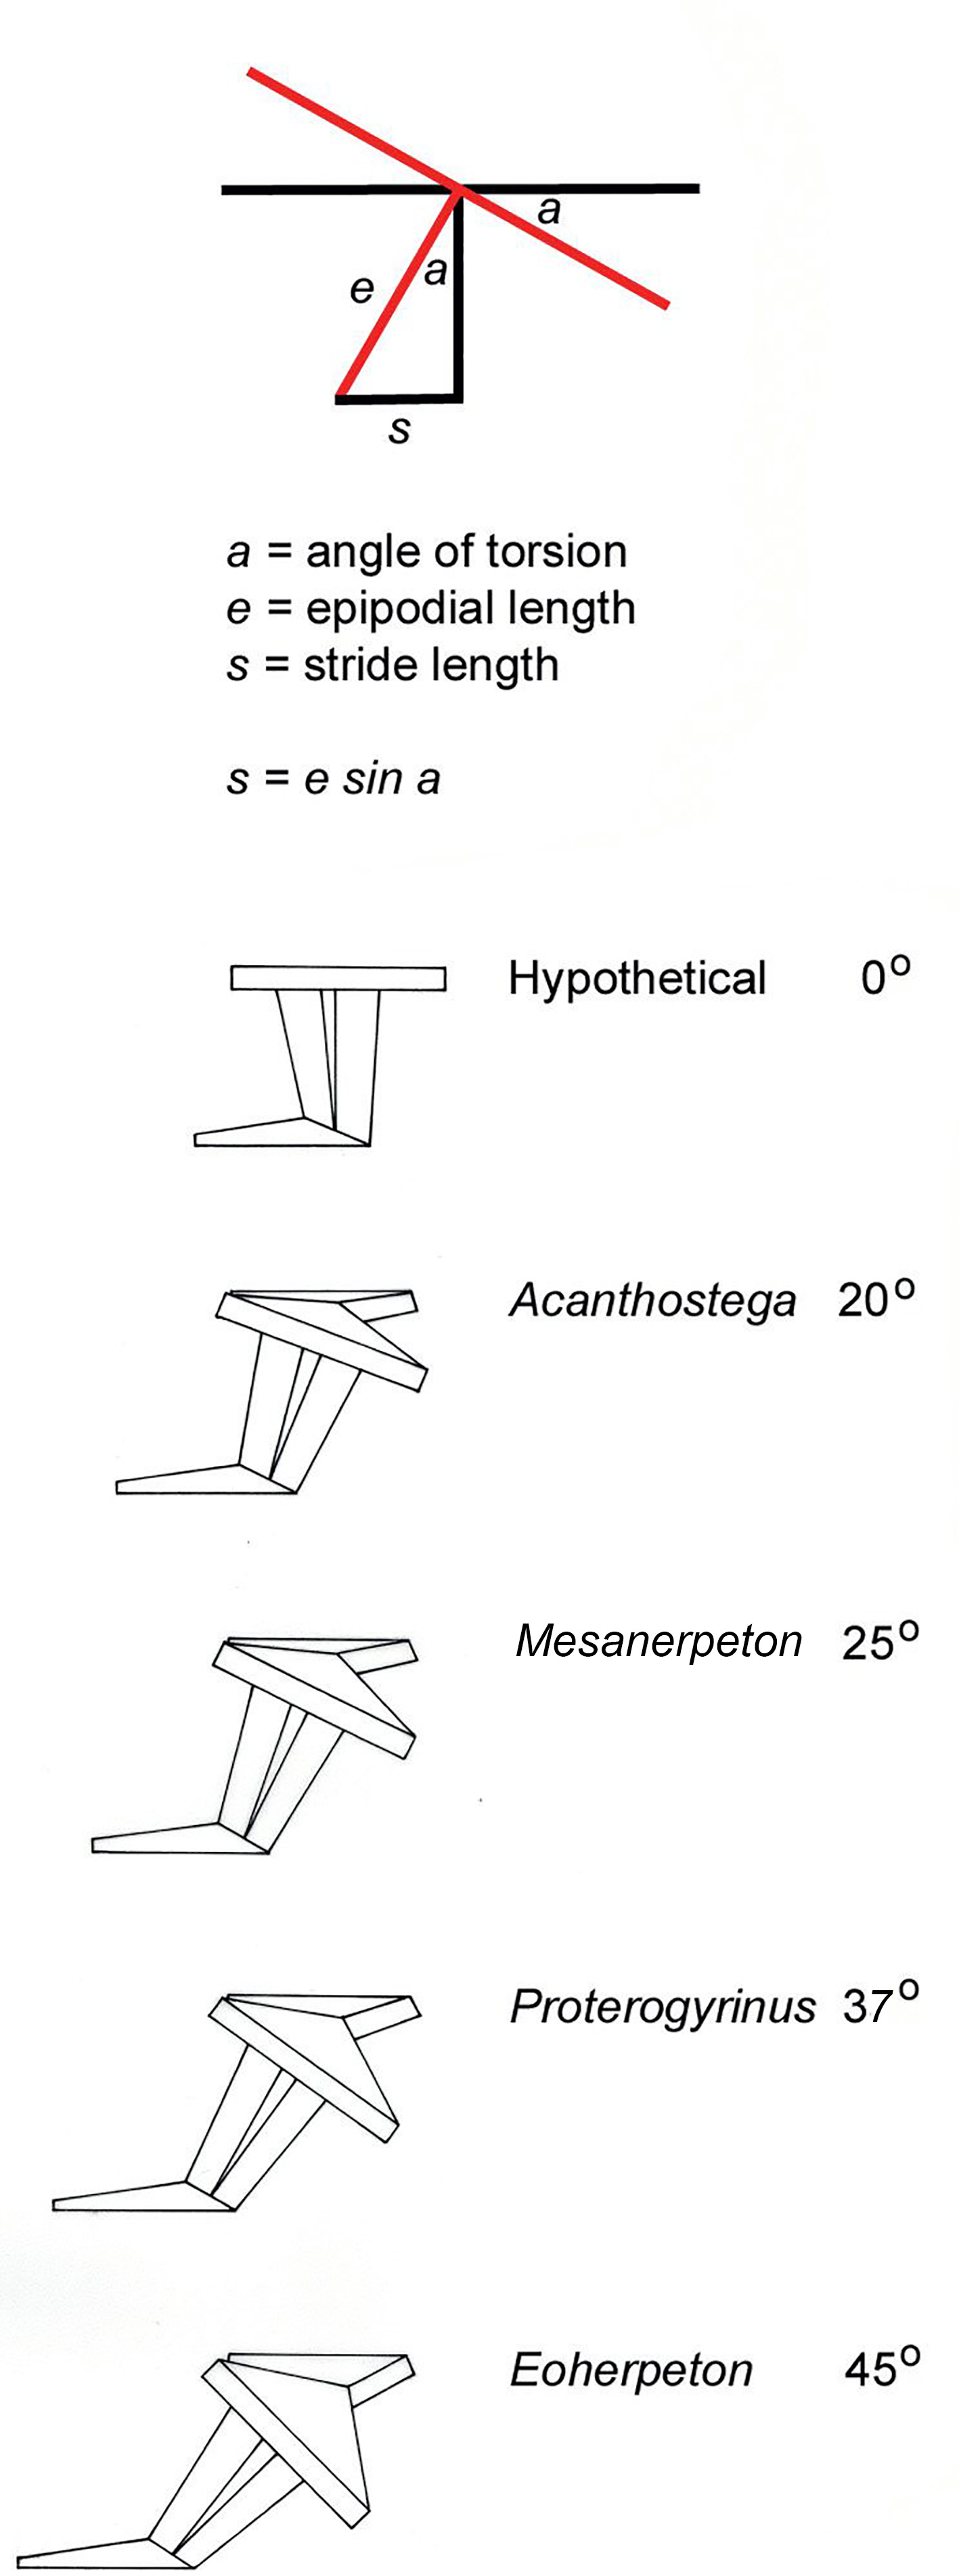 a
a
e
s
a = angle of torsion
e = epipodial length
s = stride length
s = e sin a
Hypothetical 0°
Acanthostega 20°
Mesanerpeton 25°
Proterogyrinus 37°
Eoherpeton 45°